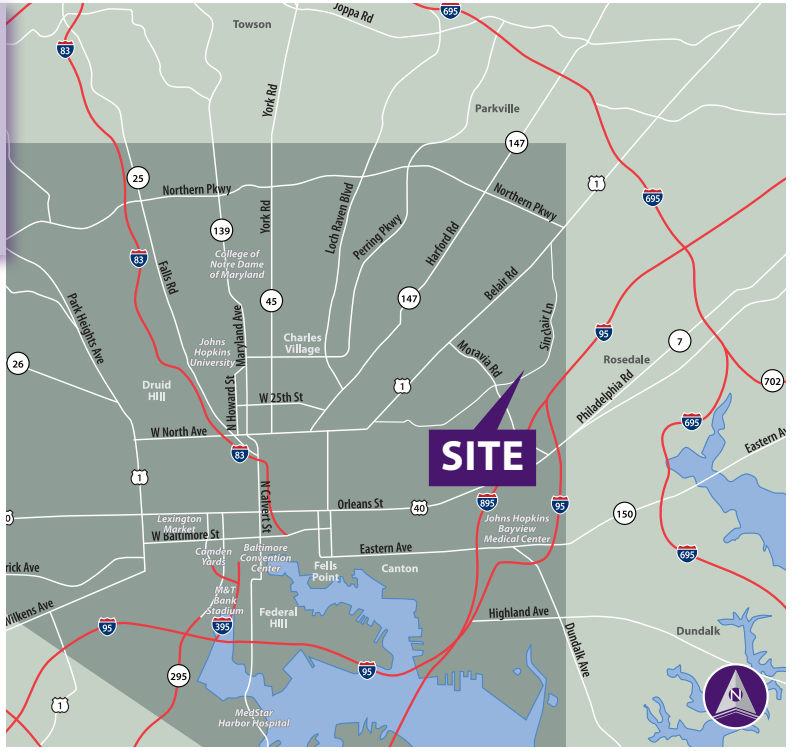 Joppa Rd
695
Towson
83
York Rd
Parkville
147
25
Northern Pkwy
Northern Pkwy
1
695
139
York Rd
Loch Raven Blvd
Perring Pkwy
Harford Rd
College of
Notre Dame
of Maryland
83
Falls Rd
Belair Rd
45
147
Park Heights Ave
Maryland Ave
Sinclair Ln
95
Johns
Hopkins
University
Charles
Village
Moravia Rd
7
Rosedale
26
Druid
Hill
N Howard St
W 25th St
1
Philadelphia Rd
702
W North Ave
SITE
695
83
Eastern Av
1
N Calvert St
Orleans St
40
895
95
150
0
Lexington
Market
W Baltimore St
Johns Hopkins
Bayview
Medical Center
Camden
Yards
Baltimore
Convention
Center
Eastern Ave
Fells
Point
Canton
695
rick Ave
M&T
Bank
Stadium
Wilkens Ave
Federal
Hill
Highland Ave
95
395
Dundalk Ave
Dundalk
95
295
1
MedStar
Harbor Hospital
N